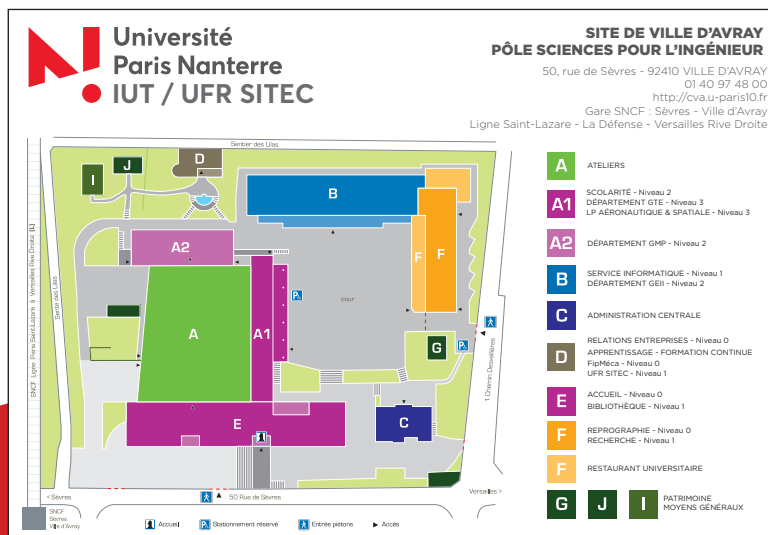 Université
Paris Nanterre
IUT / UFR SITEC
SITE DE VILLE D'AVRAY
PÔLE SCIENCES POUR L'INGÉNIEUR
50, rue de Sèvres - 92410 VILLE D'AVRAY
01 40 97 48 00
http://cva.u-paris10.fr
Gare SNCF : Sèvres - Ville d'Avray
Ligne Saint-Lazare - La Défense - Versailles Rive Droite
Sentier des Lilas
SNCF Ligne Paris Saint-Lazare à Versailles Rive Droite (L)
Sente des Lilas
I
J
D
B
A2
F
F
A
A1
cour
G
E
C
1 Chemin Desvallières
< Sèvres
50 Rue de Sèvres
Versailles >
SNCF
Sèvres
Ville d'Avray
Accueil
Stationnement réservé
Entrée piétons
Accès
A
ATELIERS
A1
SCOLARITÉ - Niveau 2
DÉPARTEMENT GTE - Niveau 3
LP AÉRONAUTIQUE & SPATIALE - Niveau 3
A2
DÉPARTEMENT GMP - Niveau 2
B
SERVICE INFORMATIQUE - Niveau 1
DÉPARTEMENT GEII - Niveau 2
C
ADMINISTRATION CENTRALE
D
RELATIONS ENTREPRISES - Niveau 0
APPRENTISSAGE - FORMATION CONTINUE
FipMéca - Niveau 0
UFR SITEC - Niveau 1
E
ACCUEIL - Niveau 0
BIBLIOTHÈQUE - Niveau 1
F
REPROGRAPHIE - Niveau 0
RECHERCHE - Niveau 1
F
RESTAURANT UNIVERSITAIRE
G J I
PATRIMOINE
MOYENS GÉNÉRAUX